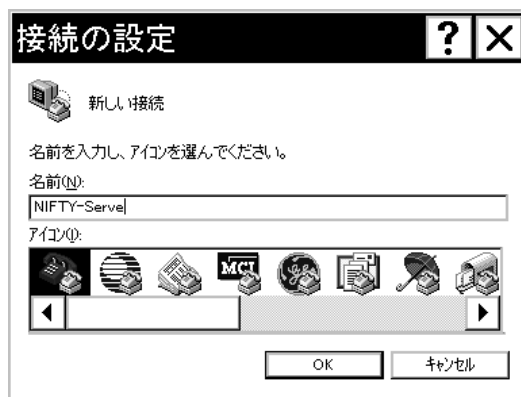 接続の設定
新しい接続
名前を入力し、アイコンを選んでください。
名前(N):
NIFTY-Serve
アイコン(I):
MCI
OK
キャンセル